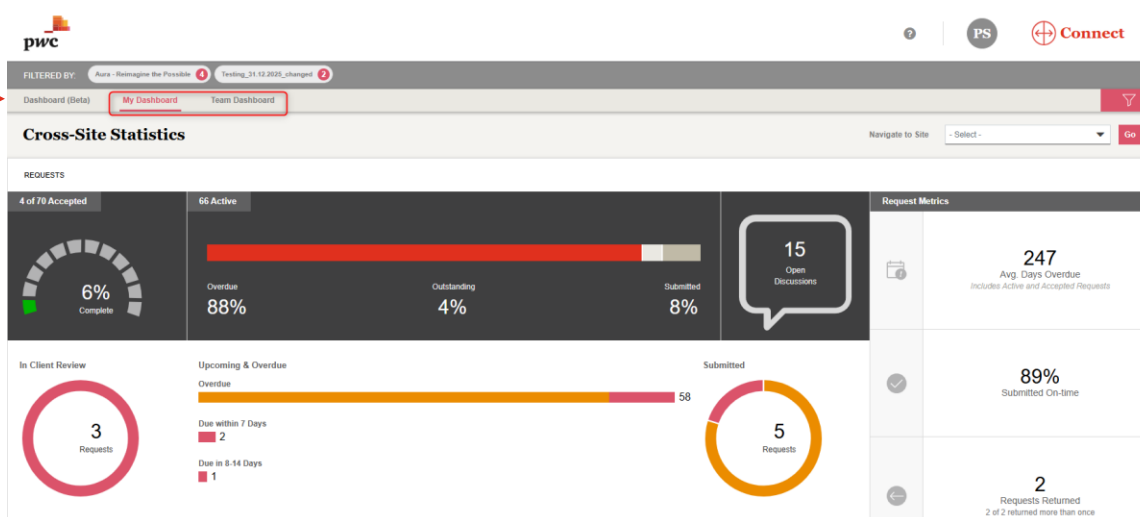 pwc
?
PS
Connect
FILTERED BY:
Aura - Reimagine the Possible 4
Testing_31.12.2025_changed 2
Dashboard (Beta)
My Dashboard
Team Dashboard
Cross-Site Statistics
Navigate to Site
- Select -
Go
REQUESTS
4 of 70 Accepted
6%
Complete
66 Active
Overdue
88%
Outstanding
4%
Submitted
8%
15
Open
Discussions
Request Metrics
247
Avg. Days Overdue
Includes Active and Accepted Requests
89%
Submitted On-time
2
Requests Returned
2 of 2 returned more than once
In Client Review
3
Requests
Upcoming & Overdue
Overdue
58
Due within 7 Days
2
Due in 8-14 Days
1
Submitted
5
Requests